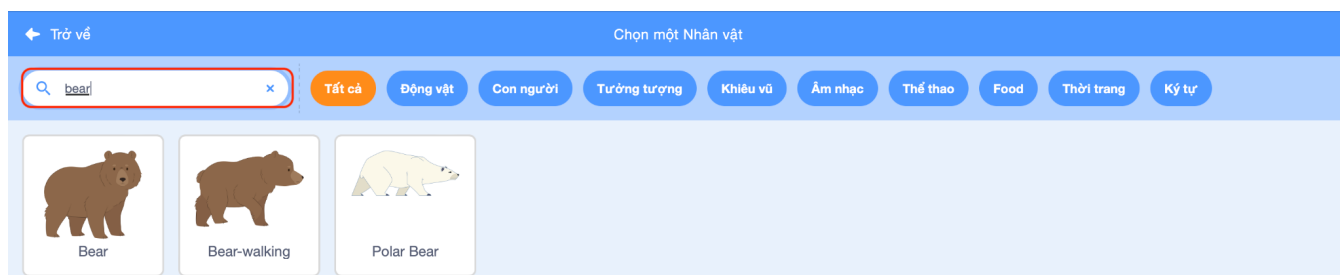 Trở về
Chọn một Nhân vật
bear
Tất cả Động vật Con người Tưởng tượng Khiêu vũ Âm nhạc Thể thao Food Thời trang Ký tự
Bear Bear-walking Polar Bear